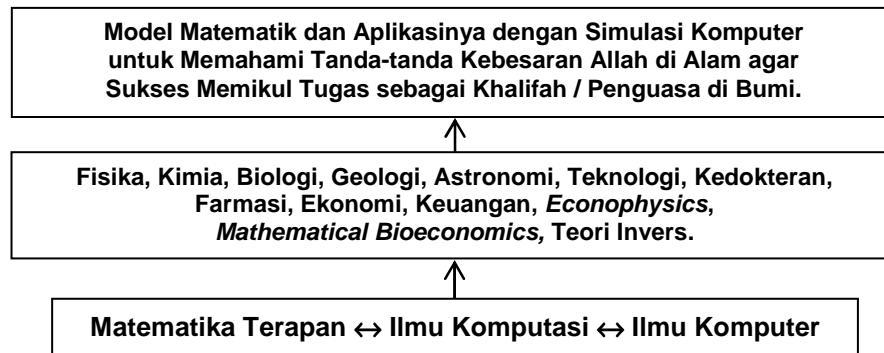 Model Matematik dan Aplikasinya dengan Simulasi Komputer
untuk Memahami Tanda-tanda Kebesaran Allah di Alam agar
Sukses Memikul Tugas sebagai Khalifah / Penguasa di Bumi.
Fisika, Kimia, Biologi, Geologi, Astronomi, Teknologi, Kedokteran,
Farmasi, Ekonomi, Keuangan, Econophysics,
Mathematical Bioeconomics, Teori Invers.
Matematika Terapan ↔ Ilmu Komputasi ↔ Ilmu Komputer